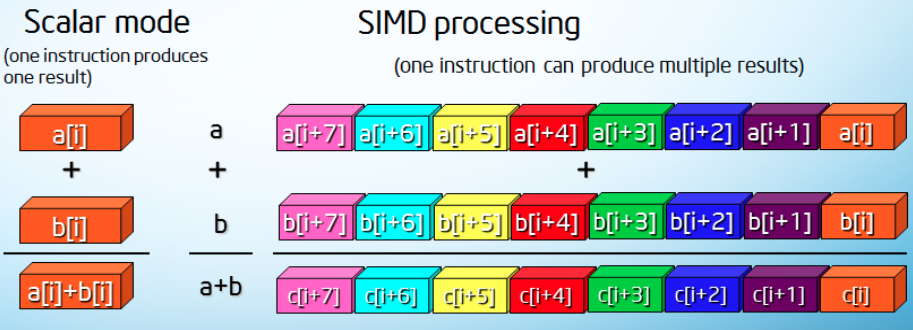 Scalar mode
(one instruction produces
one result)
SIMD processing
(one instruction can produce multiple results)
a[i] a a[i+7] a[i+6] a[i+5] a[i+4] a[i+3] a[i+2] a[i+1] a[i]
+ + +
b[i] b b[i+7] b[i+6] b[i+5] b[i+4] b[i+3] b[i+2] b[i+1] b[i]
a[i]+b[i] a+b c[i+7] c[i+6] c[i+5] c[i+4] c[i+3] c[i+2] c[i+1] c[i]